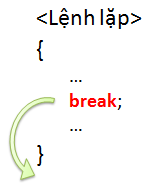 <Lệnh lặp>
{
...
break;
...
}